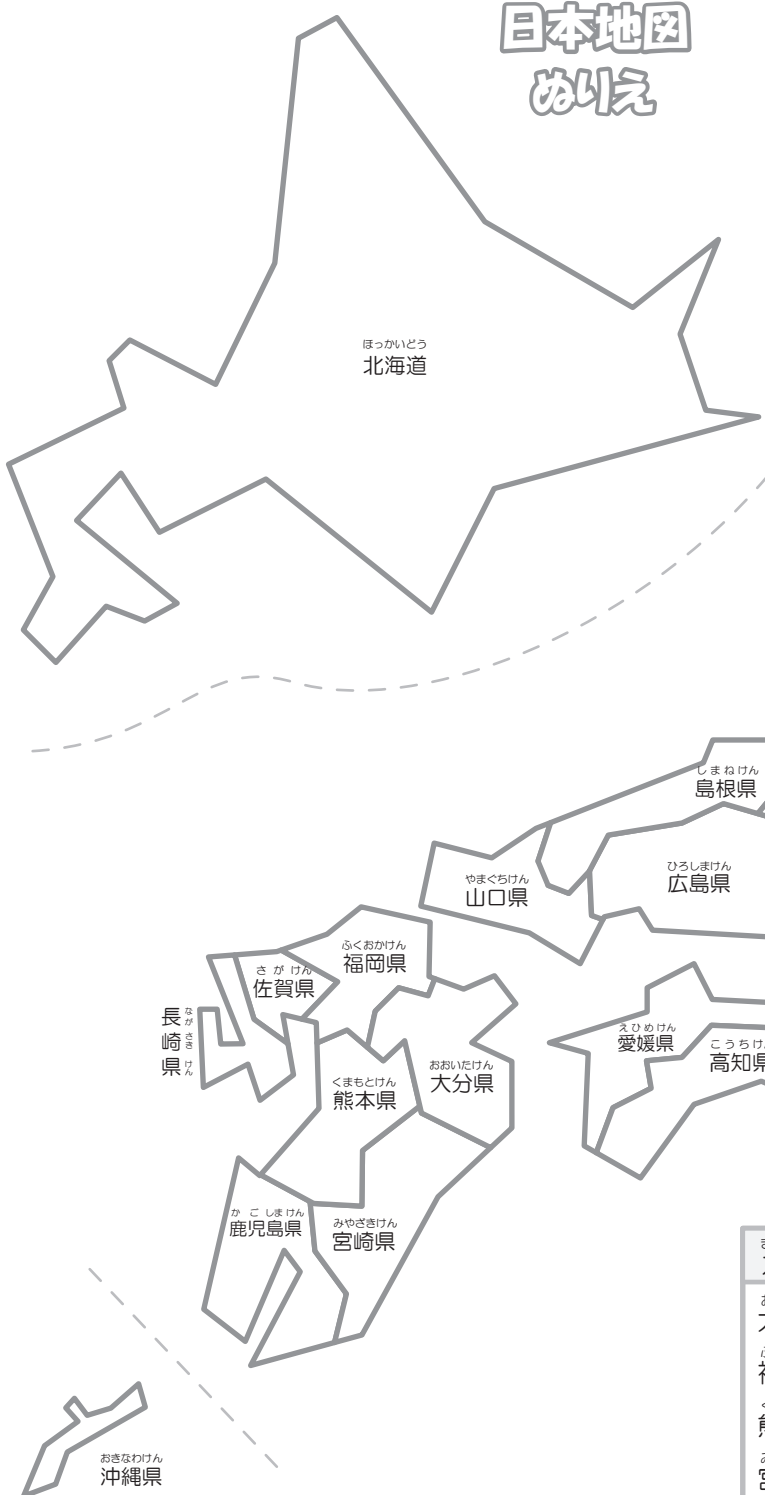 日本地図
ぬりえ
ほっかいどう
北海道
しまねけん
島根県
ひろしまけん
広島県
やまぐちけん
山口県
ふくおかけん
福岡県
さがけん
佐賀県
ながさきけん
長崎県
えひめけん
愛媛県
こうちけ
高知県
おおいたけん
大分県
くまもとけん
熊本県
かごしまけん
鹿児島県
みやざきけん
宮崎県
おきなわけん
沖縄県